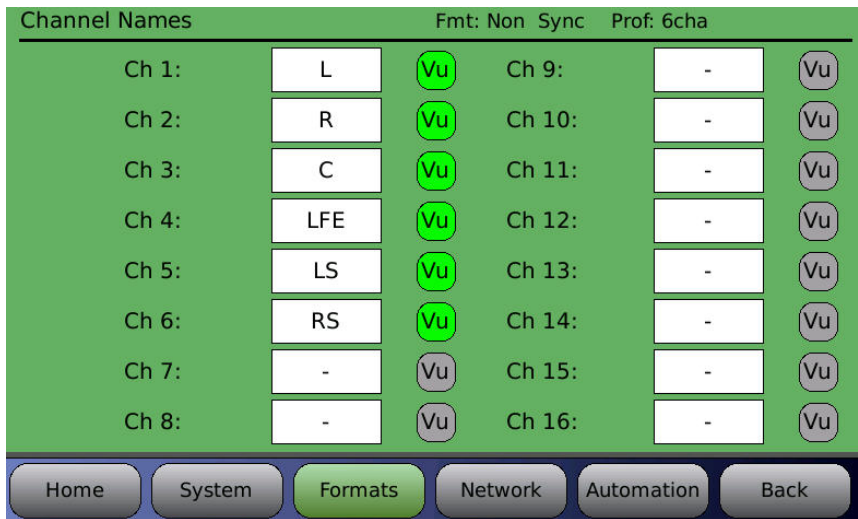 Channel Names Fmt: Non Sync Prof: 6cha
Ch 1: L Vu Ch 9: - Vu
Ch 2: R Vu Ch 10: - Vu
Ch 3: C Vu Ch 11: - Vu
Ch 4: LFE Vu Ch 12: - Vu
Ch 5: LS Vu Ch 13: - Vu
Ch 6: RS Vu Ch 14: - Vu
Ch 7: - Vu Ch 15: - Vu
Ch 8: - Vu Ch 16: - Vu
Home System Formats Network Automation Back